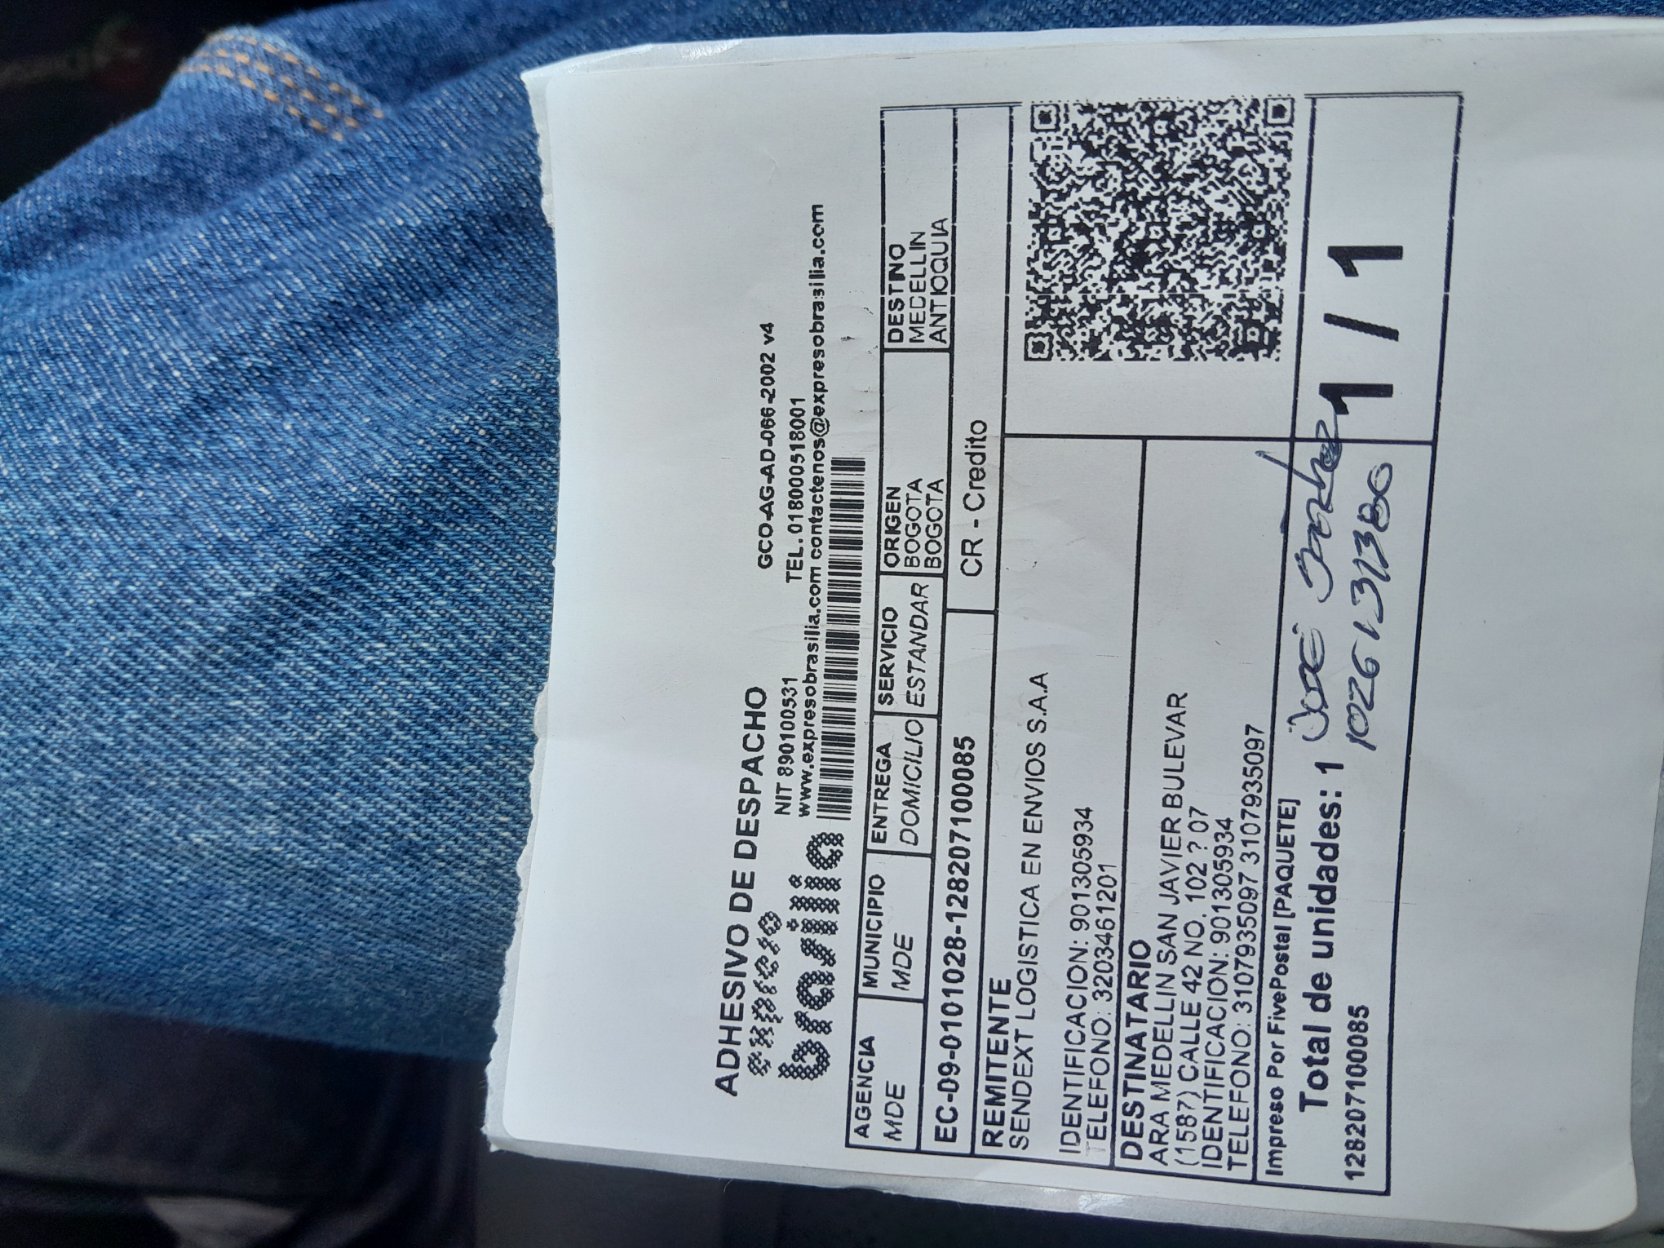 ADHESIVO DE DESPACHO
GCO-AG-AD-066-2002 v4
expreso
brasilia
NIT 890100531 TEL. 018000518001
www.expresobrasilia.com contactenos@expresobrasilia.com
AGENCIA MUNICIPIO ENTREGA SERVICIO ORIGEN DESTINO
MDE MDE DOMICILIO ESTANDAR BOGOTA MEDELLIN
BOGOTA ANTIOQUIA
EC-09-0101028-128207100085 CR - Credito
REMITENTE
SENDEXT LOGISTICA EN ENVIOS S.A.A
IDENTIFICACION: 901305934
TELEFONO: 3203461201
DESTINATARIO
ARA MEDELLIN SAN JAVIER BULEVAR
(1587) CALLE 42 NO. 102 ? 07
IDENTIFICACION: 901305934
TELEFONO: 3107935097 3107935097
Impreso Por FivePostal [PAQUETE]
Total de unidades: 1 José
128207100085
1 / 1